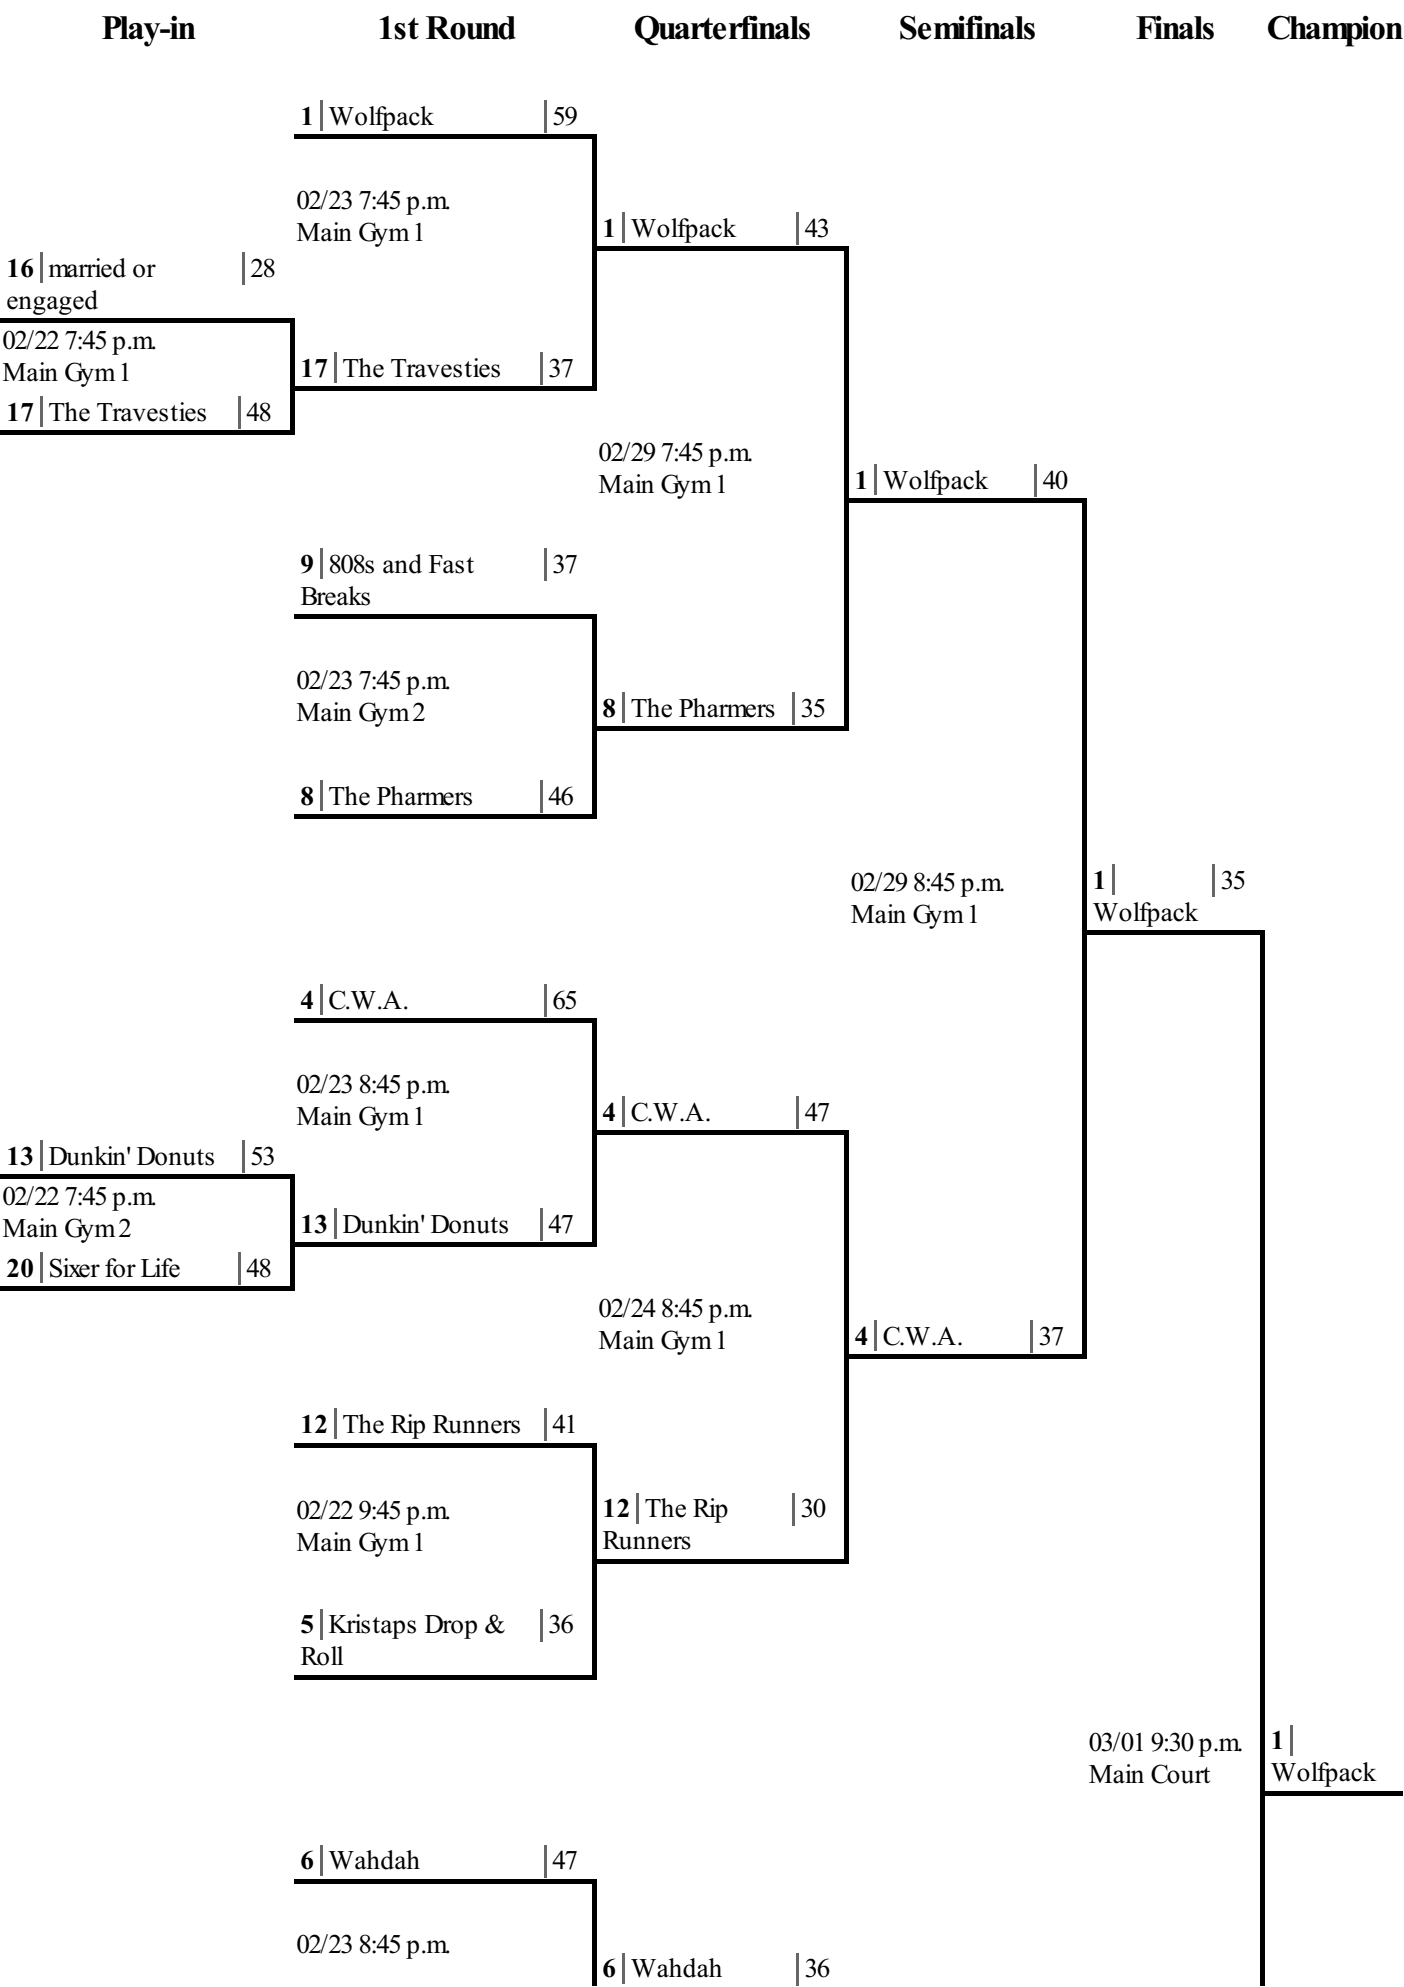 Play-in 1st Round Quarterfinals Semifinals Finals Champion
1 Wolfpack 59
02/23 7:45 p.m.
Main Gym 1
1 Wolfpack 43
16 married or 28
engaged
02/22 7:45 p.m.
Main Gym 1
17 The Travesties 37
17 The Travesties 48
02/29 7:45 p.m.
Main Gym 1
1 Wolfpack 40
9 808s and Fast 37
Breaks
02/23 7:45 p.m.
Main Gym 2
8 The Pharmers 35
8 The Pharmers 46
02/29 8:45 p.m.
Main Gym 1
1 35
Wolfpack
4 C.W.A. 65
02/23 8:45 p.m.
Main Gym 1
4 C.W.A. 47
13 Dunkin' Donuts 53
02/22 7:45 p.m.
Main Gym 2
13 Dunkin' Donuts 47
20 Sixer for Life 48
02/24 8:45 p.m.
Main Gym 1
4 C.W.A. 37
12 The Rip Runners 41
02/22 9:45 p.m.
Main Gym 1
12 The Rip 30
Runners
5 Kristaps Drop & 36
Roll
03/01 9:30 p.m.
Main Court
1
Wolfpack
6 Wahdah 47
02/23 8:45 p.m.
6 Wahdah 36